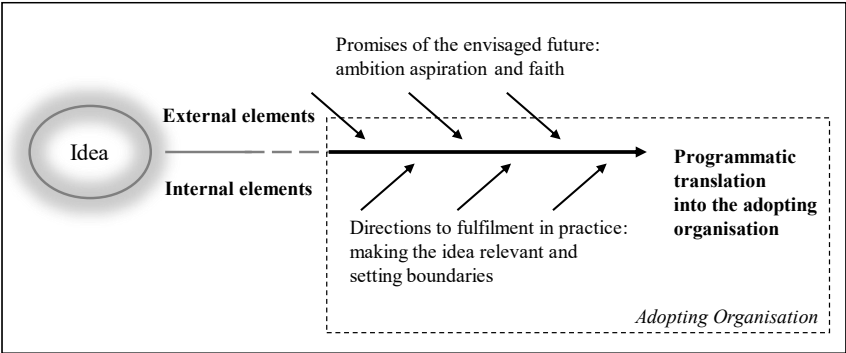 Promises of the envisaged future:
ambition aspiration and faith
External elements
Idea
Internal elements
Programmatic
translation
into the adopting
organisation
Directions to fulfilment in practice:
making the idea relevant and
setting boundaries
Adopting Organisation